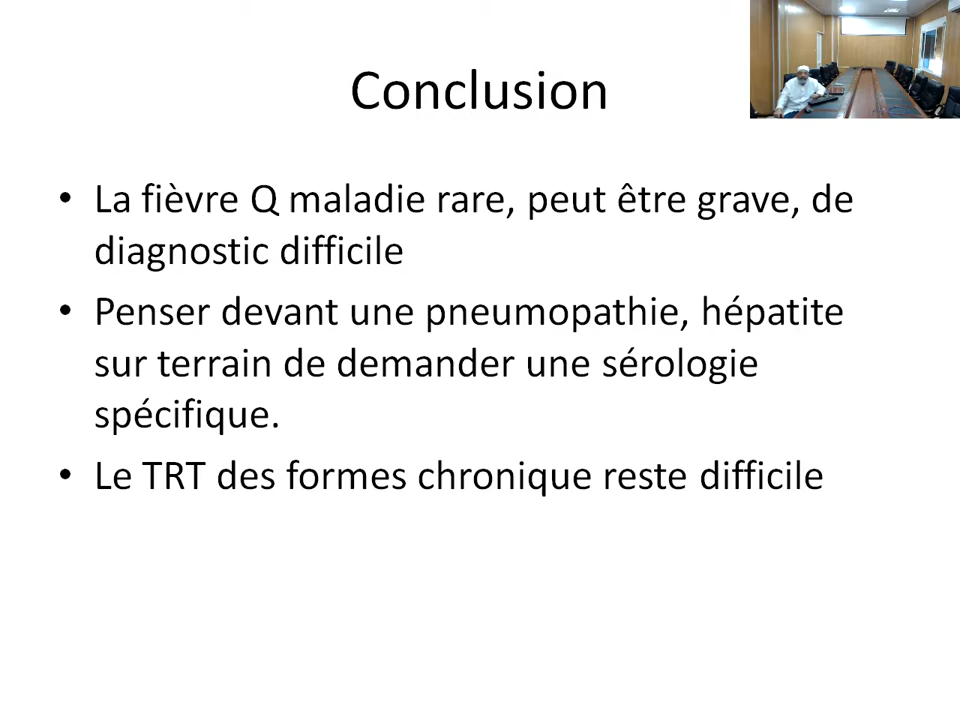 Conclusion
• La fièvre Q maladie rare, peut être grave, de
diagnostic difficile
• Penser devant une pneumopathie, hépatite
sur terrain de demander une sérologie
spécifique.
• Le TRT des formes chronique reste difficile